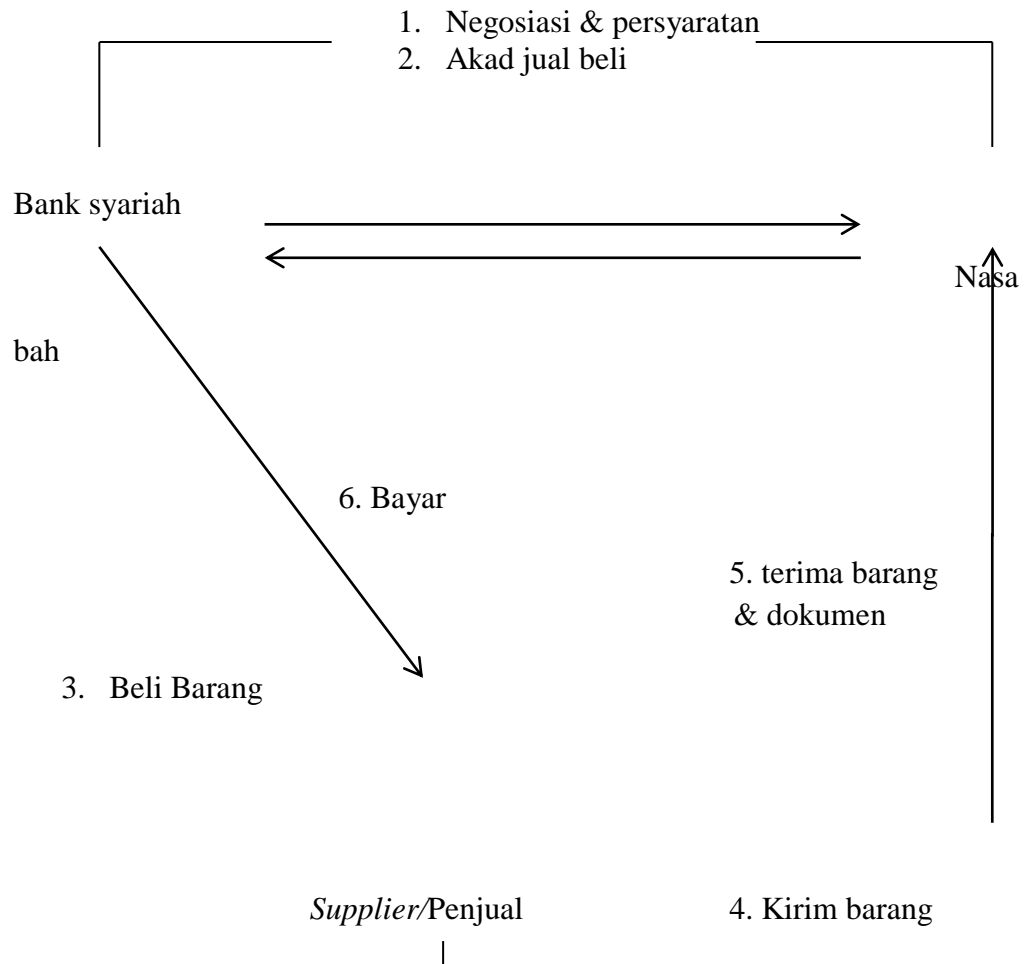 1. Negosiasi & persyaratan
2. Akad jual beli
Bank syariah
Nasa
bah
6. Bayar
5. terima barang
& dokumen
3. Beli Barang
Supplier/Penjual
4. Kirim barang